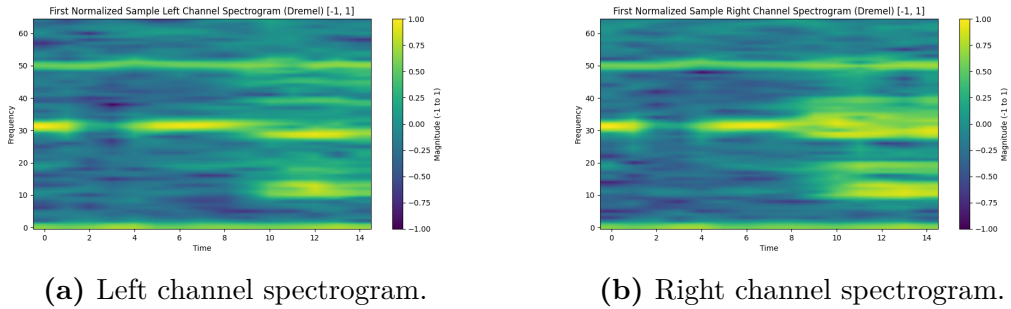 First Normalized Sample Left Channel Spectrogram (Dremel) [-1, 1]
60
50
40
30
20
10
0
Frequency
0 2 4 6 8 10 12 14
Time
1.00
0.75
0.50
0.25
0.00
−0.25
−0.50
−0.75
−1.00
Magnitude (-1 to 1)
(a) Left channel spectrogram.
First Normalized Sample Right Channel Spectrogram (Dremel) [-1, 1]
60
50
40
30
20
10
0
Frequency
0 2 4 6 8 10 12 14
Time
1.00
0.75
0.50
0.25
0.00
−0.25
−0.50
−0.75
−1.00
Magnitude (-1 to 1)
(b) Right channel spectrogram.